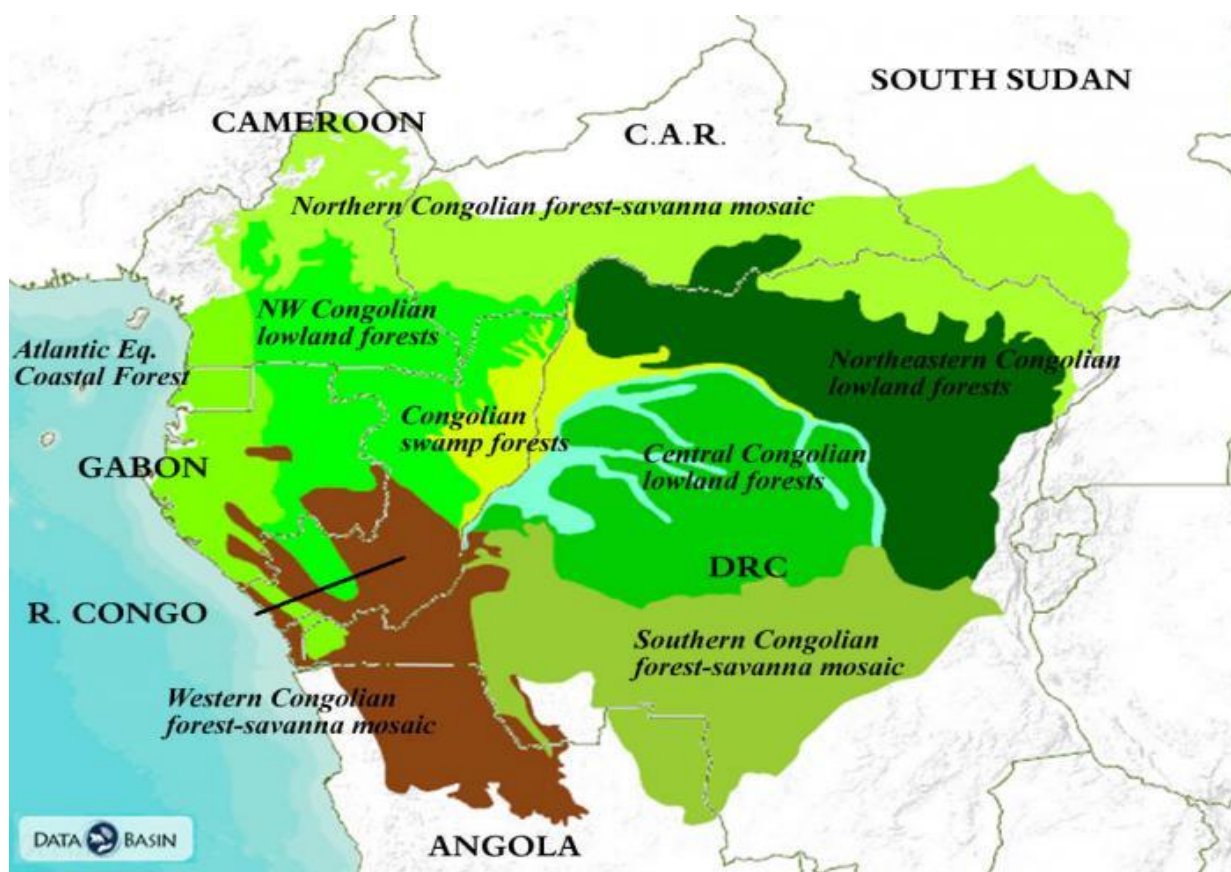 SOUTH SUDAN
CAMEROON
C.A.R.
Northern Congolian forest-savanna mosaic
NW Congolian
lowland forests
Atlantic Eq.
Coastal Forest
Northeastern Congolian
lowland forests
Congolian
swamp forests
GABON
Central Congolian
lowland forests
DRC
R. CONGO
Southern Congolian
forest-savanna mosaic
Western Congolian
forest-savanna mosaic
DATA BASIN
ANGOLA